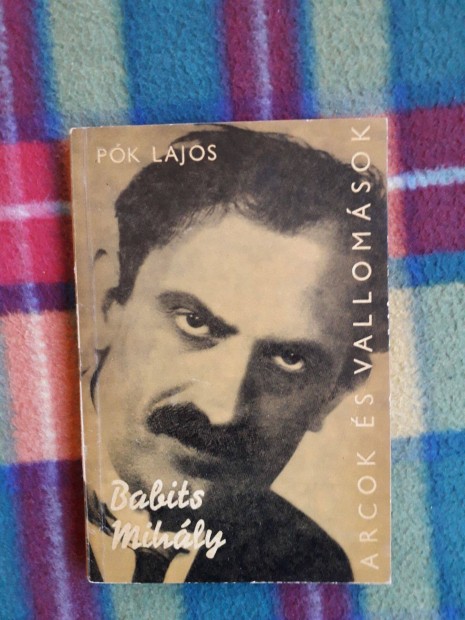 PÓK LAJOS
ARCOK ÉS VALLOMÁSOK
Babits
Mihály